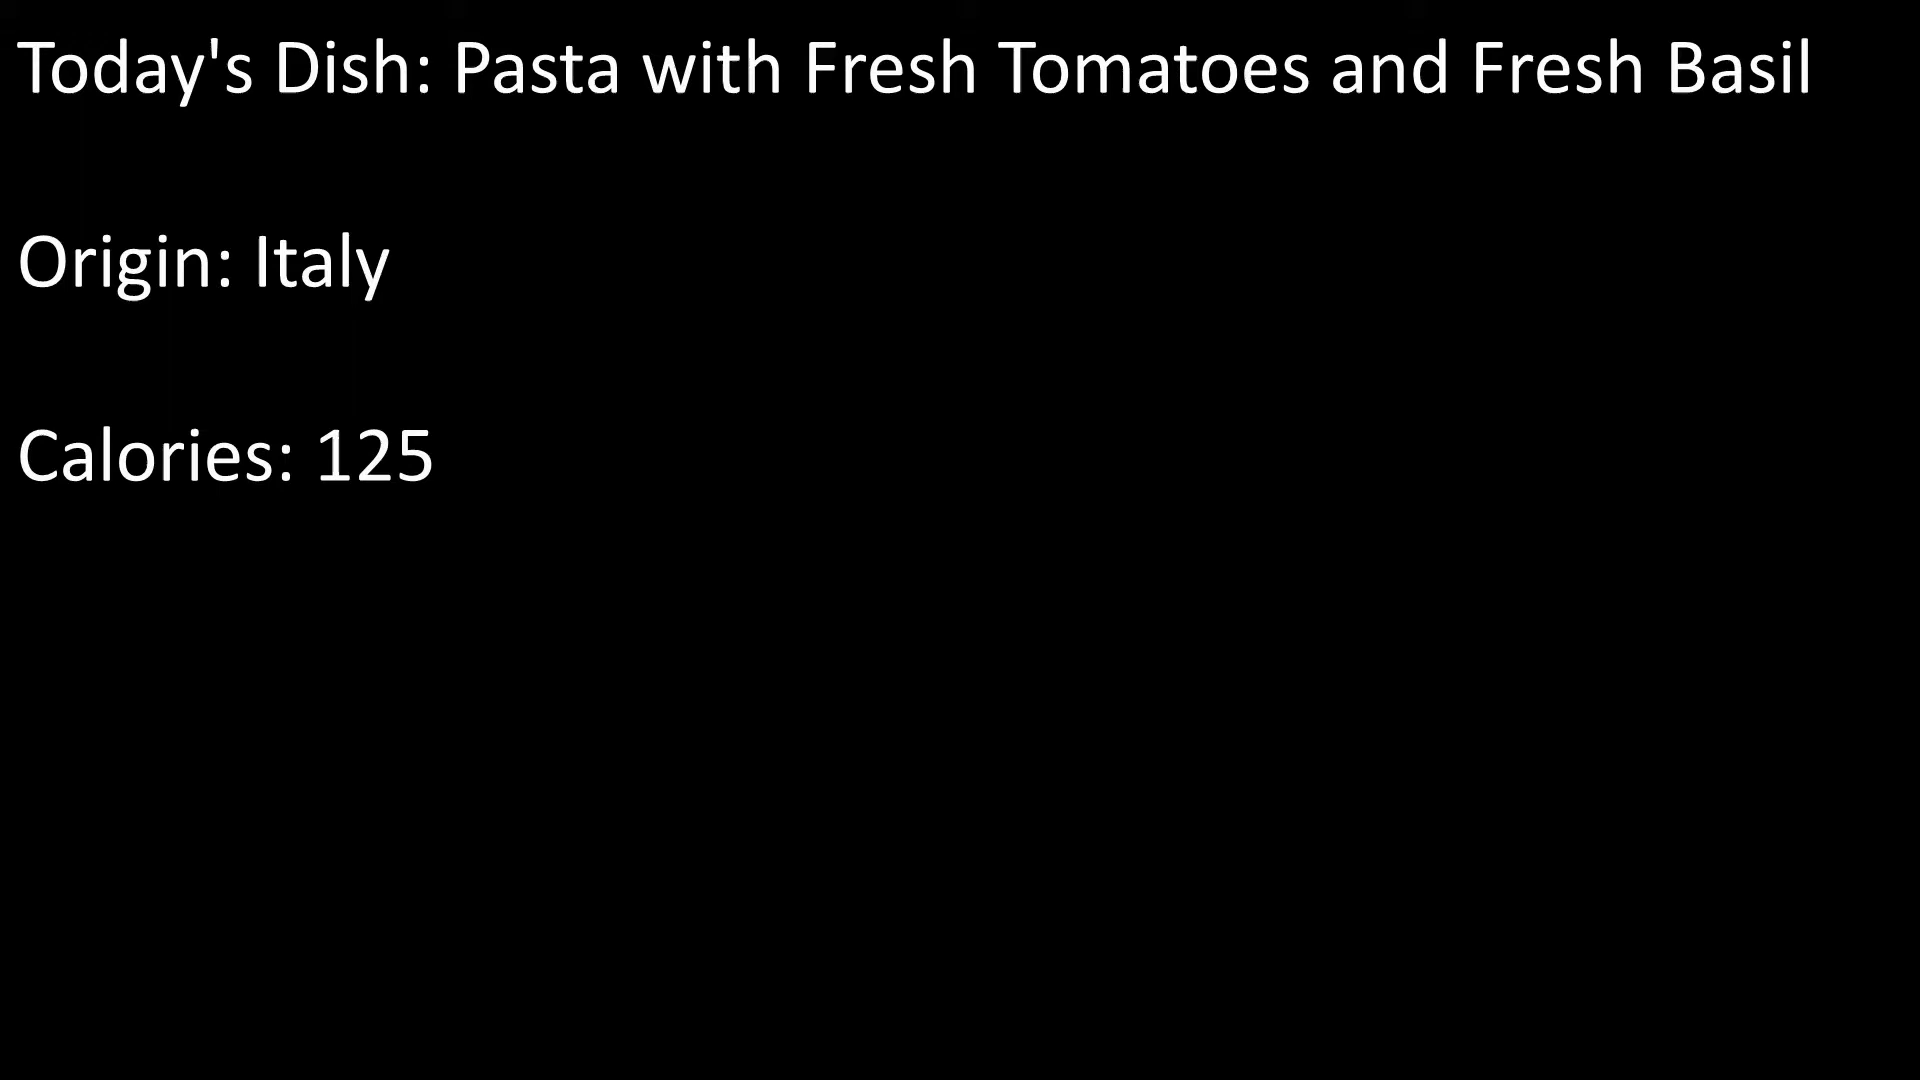 Today's Dish: Pasta with Fresh Tomatoes and Fresh Basil
Origin: Italy
Calories: 125